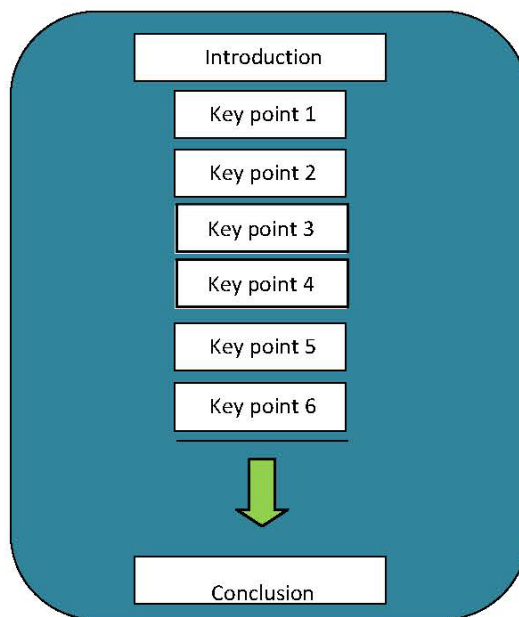 Introduction
Key point 1
Key point 2
Key point 3
Key point 4
Key point 5
Key point 6
Conclusion